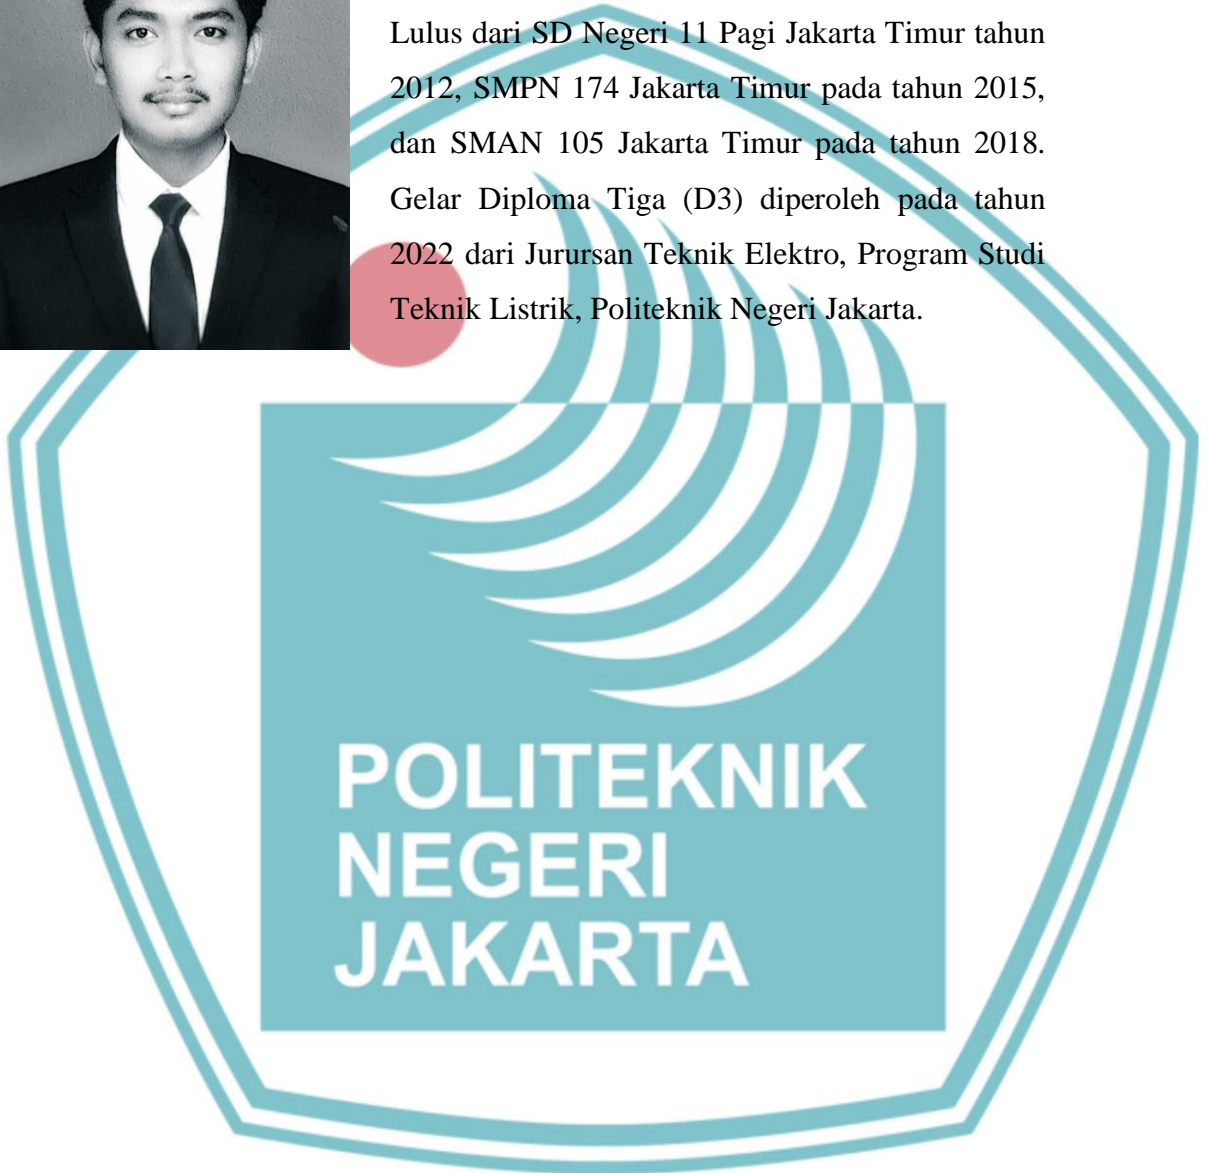 Lulus dari SD Negeri 11 Pagi Jakarta Timur tahun
2012, SMPN 174 Jakarta Timur pada tahun 2015,
dan SMAN 105 Jakarta Timur pada tahun 2018.
Gelar Diploma Tiga (D3) diperoleh pada tahun
2022 dari Jurursan Teknik Elektro, Program Studi
Teknik Listrik, Politeknik Negeri Jakarta.
POLITEKNIK
NEGERI
JAKARTA